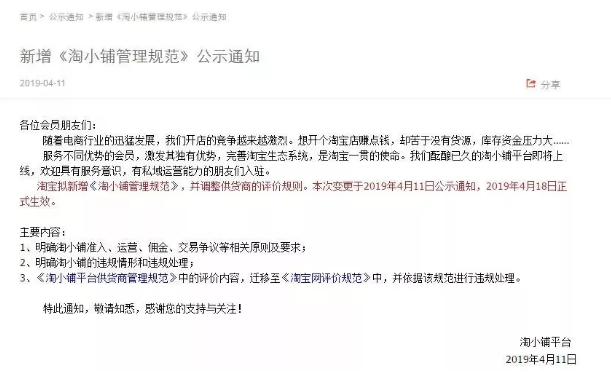 首页 > 公示通知 > 新增《淘小铺管理规范》公示通知
新增《淘小铺管理规范》公示通知
2019-04-11
分享
各位会员朋友们：
随着电商行业的迅猛发展，我们开店的竞争越来越激烈。想开个淘宝店赚点钱，却苦于没有货源，库存资金压力大……
服务不同优势的会员，激发其独有优势，完善淘宝生态系统，是淘宝一贯的使命。我们酝酿已久的淘小铺平台即将上
线，欢迎具有服务意识，有私域运营能力的朋友们入驻。
淘宝拟新增《淘小铺管理规范》，并调整供货商的评价规则。本次变更于2019年4月11日公示通知，2019年4月18日正
式生效。
主要内容：
1、明确淘小铺准入、运营、佣金、交易争议等相关原则及要求；
2、明确淘小铺的违规情形和违规处理；
3、《淘小铺平台供货商管理规范》中的评价内容，迁移至《淘宝网评价规范》中，并依据该规范进行违规处理。
特此通知，敬请知悉，感谢您的支持与关注！
淘小铺平台
2019年4月11日